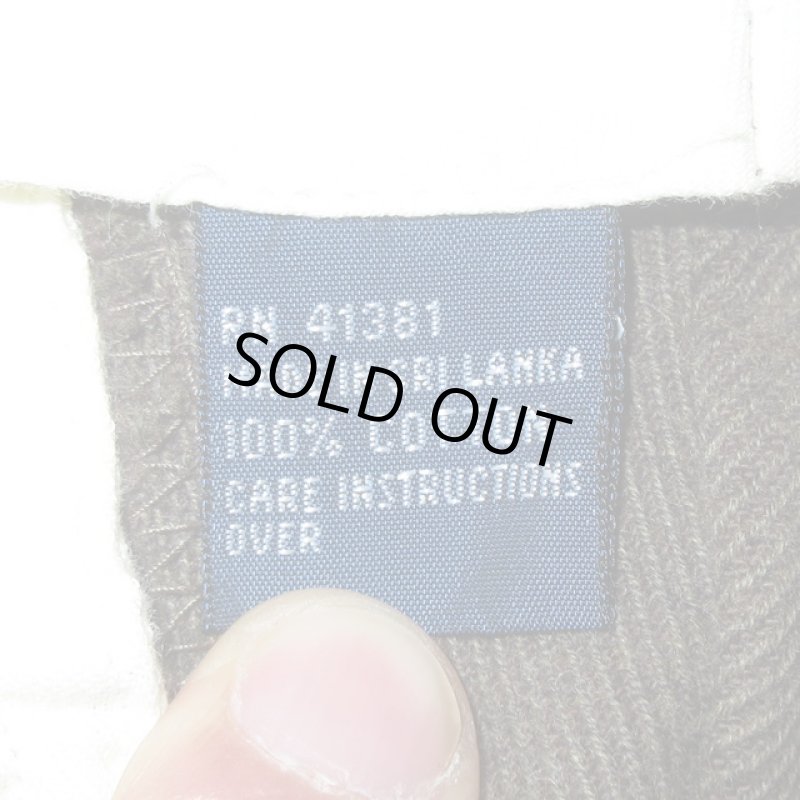 RN 41381
MADE IN SRI LANKA
SOLD OUT
100% COTTON
CARE INSTRUCTIONS
OVER